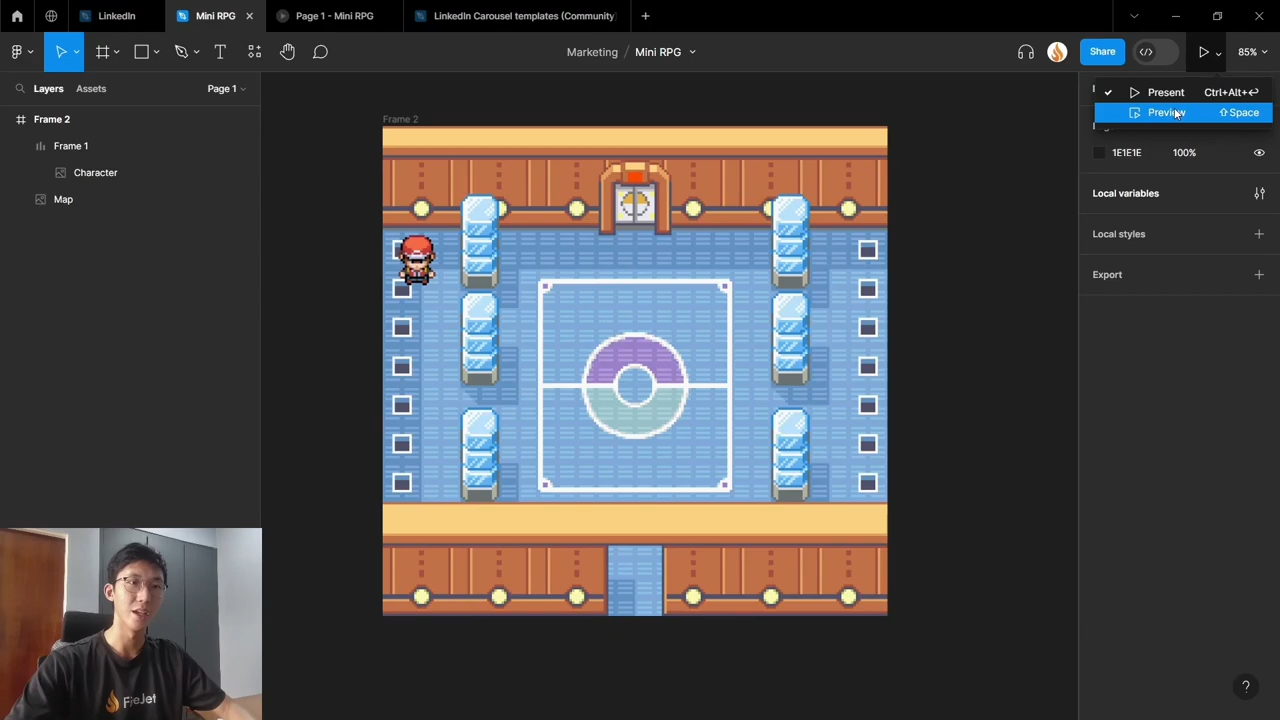 LinkedIn
Mini RPG
Page 1 - Mini RPG
LinkedIn Carousel templates (Community
Marketing / Mini RPG
Share
85%
Layers
Assets
Page 1
Present Ctrl+Alt+↩
Preview ⇧Space
Frame 2
Frame 1
Character
Map
Frame 2
1E1E1E 100%
Local variables
Local styles
Export
FireJet
?